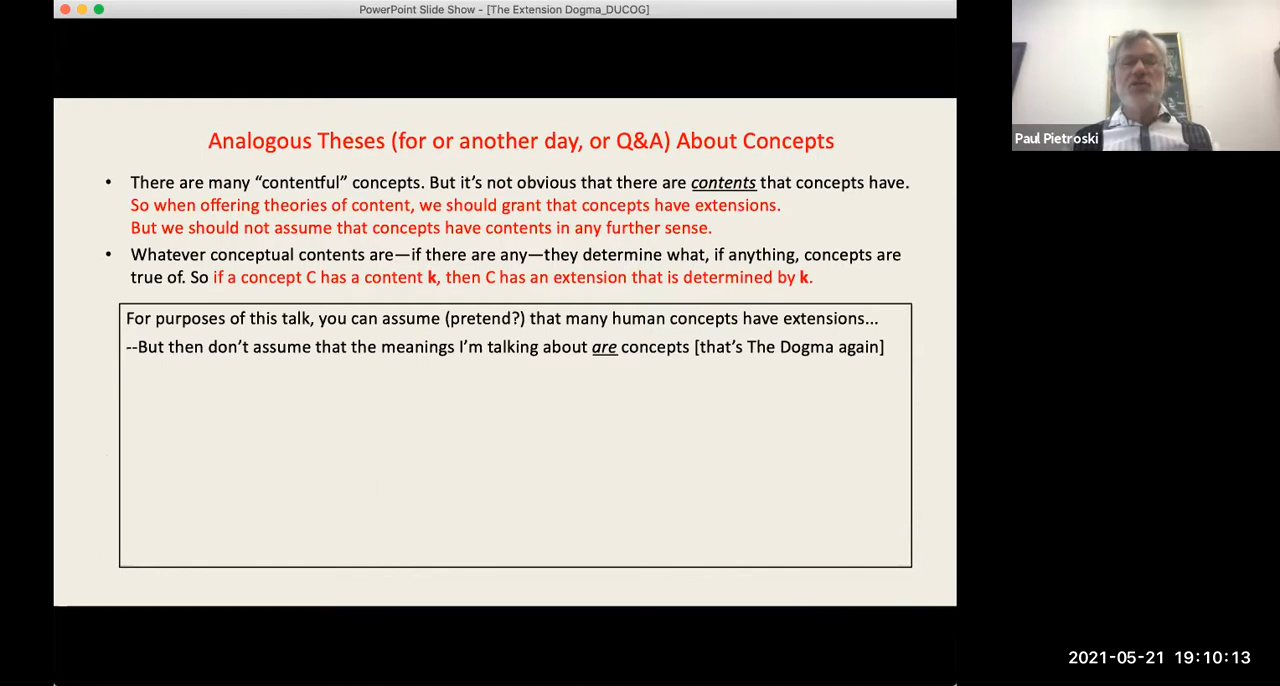 PowerPoint Slide Show - [The Extension Dogma_DUCOG]
Analogous Theses (for or another day, or Q&A) About Concepts
• There are many “contentful” concepts. But it’s not obvious that there are contents that concepts have.
So when offering theories of content, we should grant that concepts have extensions.
But we should not assume that concepts have contents in any further sense.
• Whatever conceptual contents are—if there are any—they determine what, if anything, concepts are
true of. So if a concept C has a content k, then C has an extension that is determined by k.
For purposes of this talk, you can assume (pretend?) that many human concepts have extensions...
--But then don’t assume that the meanings I’m talking about are concepts [that’s The Dogma again]
Paul Pietroski
2021-05-21 19:10:13